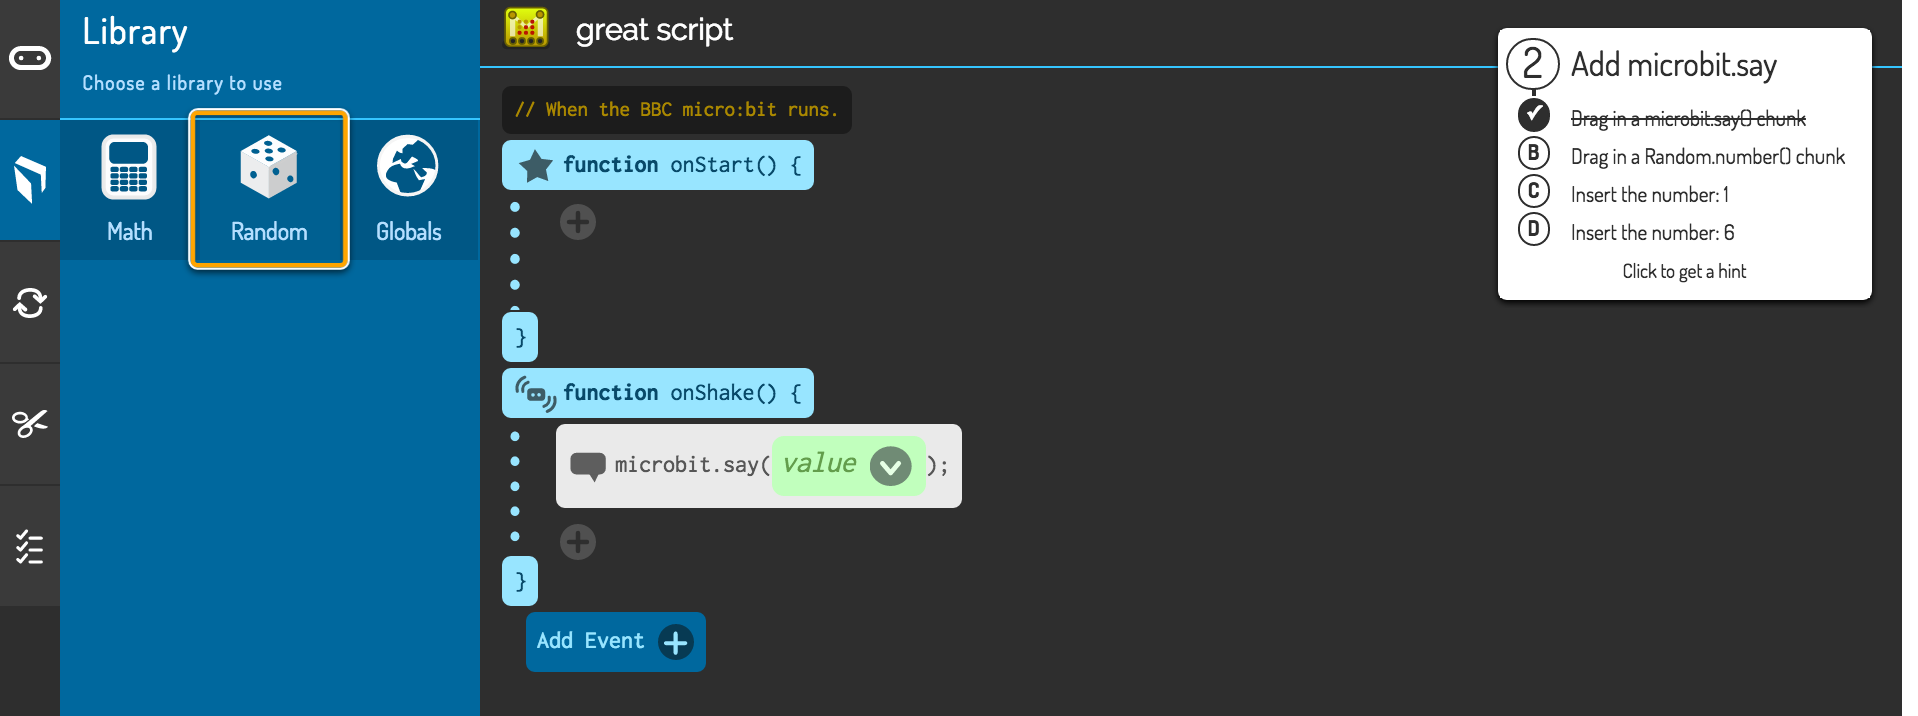 Library
Choose a library to use
Math
Random
Globals
great script
// When the BBC micro:bit runs.
function onStart() {
}
function onShake() {
microbit.say( value );
}
Add Event
2 Add microbit.say
Drag in a microbit.say() chunk
B Drag in a Random.number() chunk
C Insert the number: 1
D Insert the number: 6
Click to get a hint